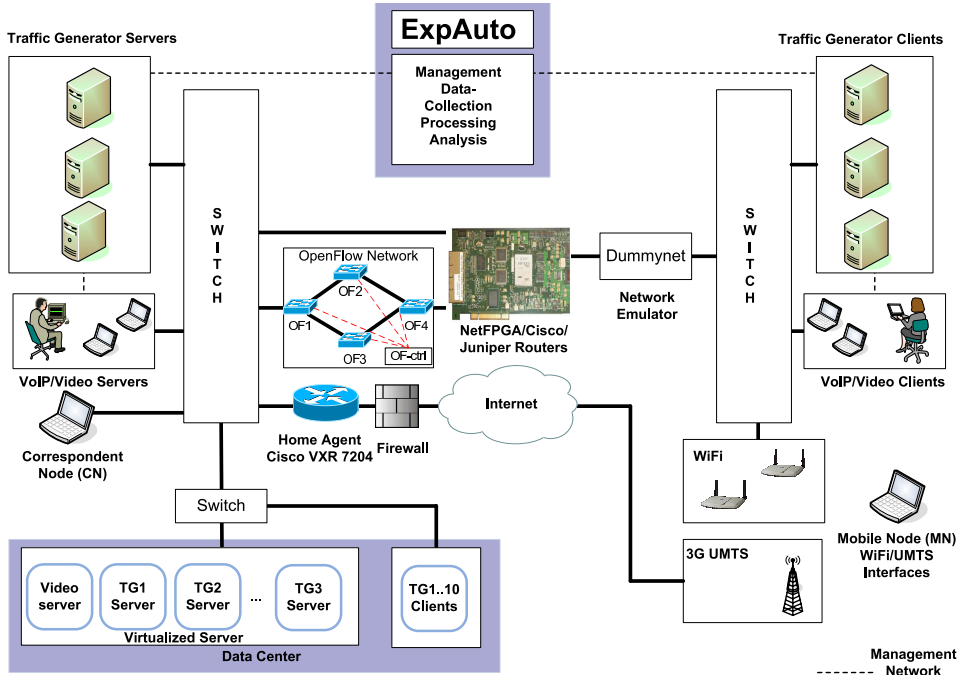 ExpAuto
Management
Data-
Collection
Processing
Analysis
Traffic Generator Servers
Traffic Generator Clients
SWITCH
SWITCH
OpenFlow Network
OF2
OF1
OF4
OF3
OF-ctrl
NetFPGA/Cisco/
Juniper Routers
Dummynet
Network
Emulator
VoIP/Video Servers
VoIP/Video Clients
Correspondent
Node (CN)
Home Agent
Cisco VXR 7204
Firewall
Internet
WiFi
Mobile Node (MN)
WiFi/UMTS
Interfaces
3G UMTS
Switch
Video
server
TG1
Server
TG2
Server
...
TG3
Server
TG1..10
Clients
Virtualized Server
Data Center
Management
Network